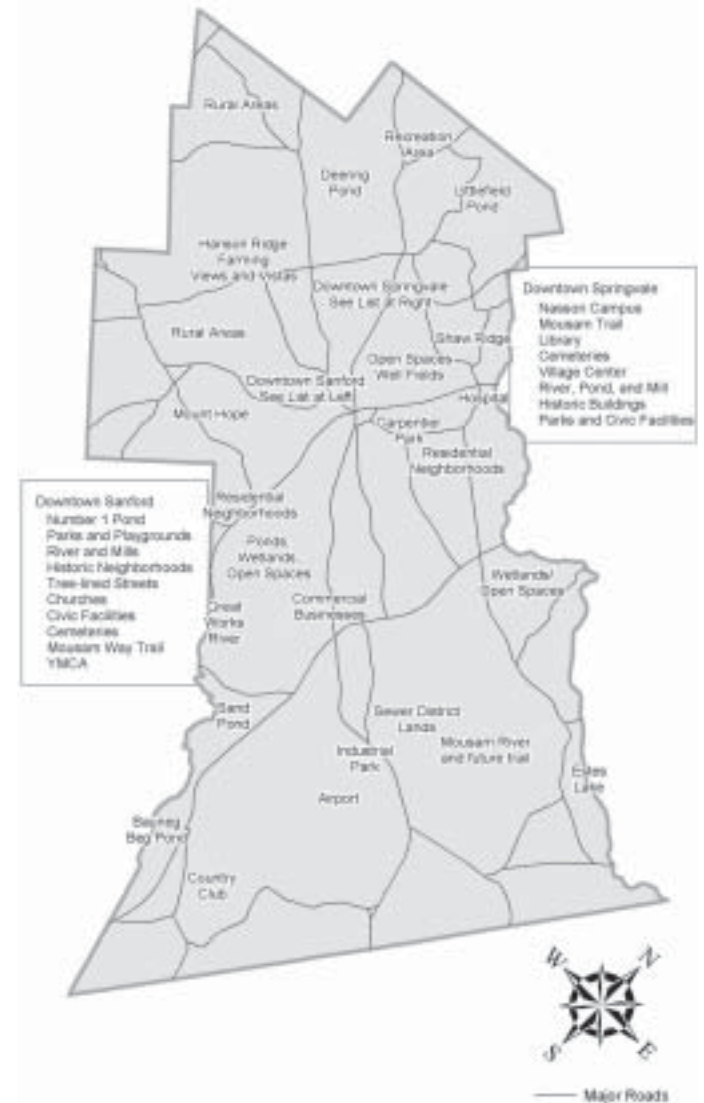 Rural Areas
Recreation
Area
Deering
Pond
Littlefield
Pond
Hanson Ridge
Farming
Views and Vistas
Downtown Springvale
See List at Right
Downtown Springvale
Nasson Campus
Mousam Trail
Library
Cemeteries
Village Center
River, Pond, and Mill
Historic Buildings
Parks and Civic Facilities
Rural Areas
Shaw Ridge
Open Spaces
Well Fields
Downtown Sanford
See List at Left
Hospital
Mount Hope
Carpentier
Park
Residential
Neighborhoods
Downtown Sanford
Number 1 Pond
Parks and Playgrounds
River and Mills
Historic Neighborhoods
Tree-lined Streets
Churches
Civic Facilities
Cemeteries
Mousam Way Trail
YMCA
Residential
Neighborhoods
Ponds,
Wetlands,
Open Spaces
Wetlands/
Open Spaces
Great
Works
River
Commercial
Businesses
Sand
Pond
Sewer District
Lands
Industrial
Park
Mousam River
and future trail
Airport
Estes
Lake
Bauneg
Beg Pond
Country
Club
W
N
S
E
Major Roads